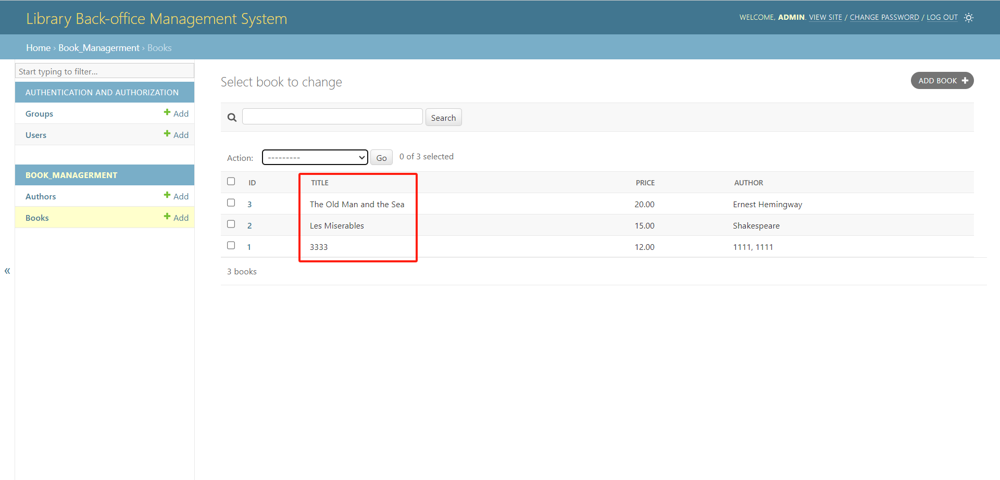 Library Back-office Management System
WELCOME, ADMIN. VIEW SITE / CHANGE PASSWORD / LOG OUT
Home › Book_Managerment › Books
Start typing to filter...
AUTHENTICATION AND AUTHORIZATION
Groups Add
Users Add
BOOK_MANAGERMENT
Authors Add
Books Add
«
Select book to change
ADD BOOK
Search
Action: --------- Go 0 of 3 selected
ID TITLE PRICE AUTHOR
3 The Old Man and the Sea 20.00 Ernest Hemingway
2 Les Miserables 15.00 Shakespeare
1 3333 12.00 1111, 1111
3 books